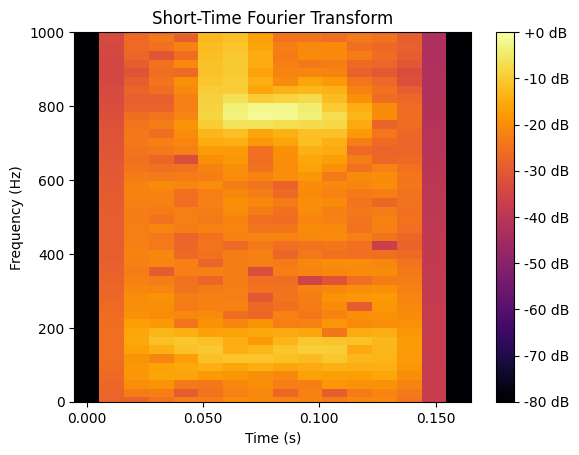 Short-Time Fourier Transform
1000
800
600
400
200
0
Frequency (Hz)
0.000
0.050
0.100
0.150
Time (s)
+0 dB
-10 dB
-20 dB
-30 dB
-40 dB
-50 dB
-60 dB
-70 dB
-80 dB